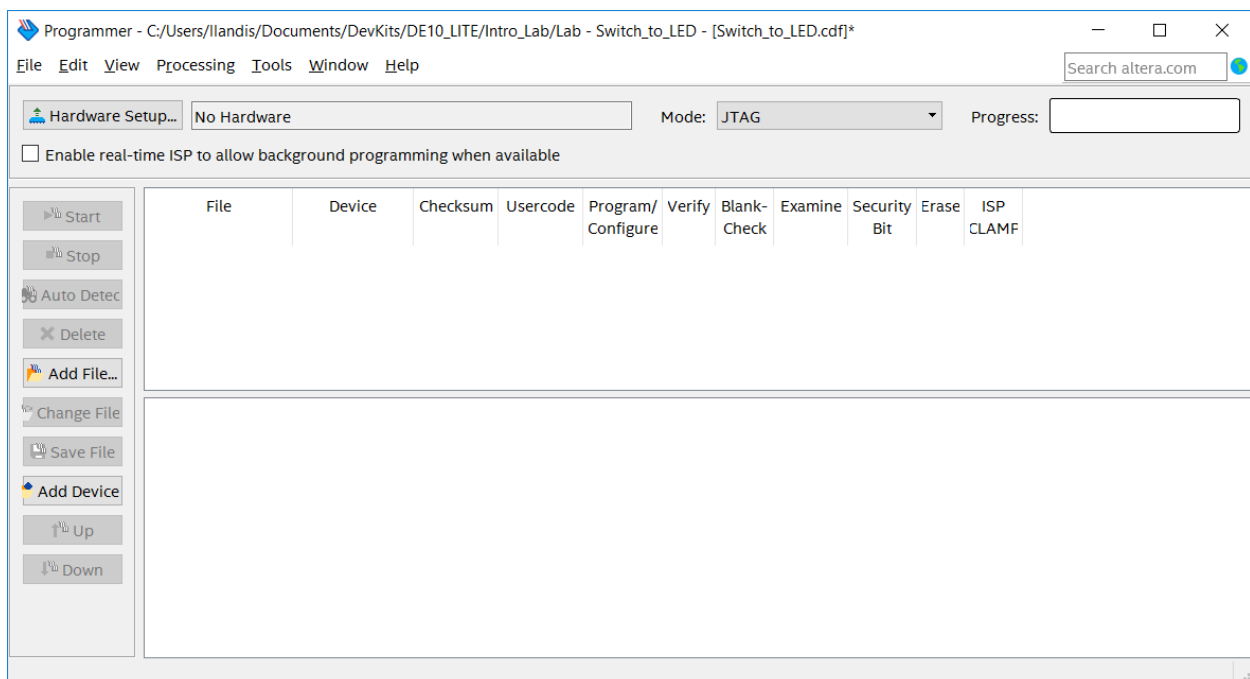 Programmer - C:/Users/llandis/Documents/DevKits/DE10_LITE/Intro_Lab/Lab - Switch_to_LED - [Switch_to_LED.cdf]*
File Edit View Processing Tools Window Help
Search altera.com
Hardware Setup... No Hardware Mode: JTAG Progress:
Enable real-time ISP to allow background programming when available
Start
Stop
Auto Detec
Delete
Add File...
Change File
Save File
Add Device
Up
Down
File Device Checksum Usercode Program/ Verify Blank- Examine Security Erase ISP
Configure Check Bit CLAMP